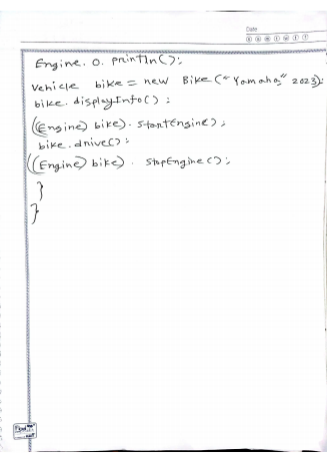 Date
Engine. o. println();
Vehicle bike = new Bike("Yamaha," 2023);
bike. displayInfo();
((Engine) bike). startEngine();
bike. drive();
((Engine) bike). stopEngine();
}
}